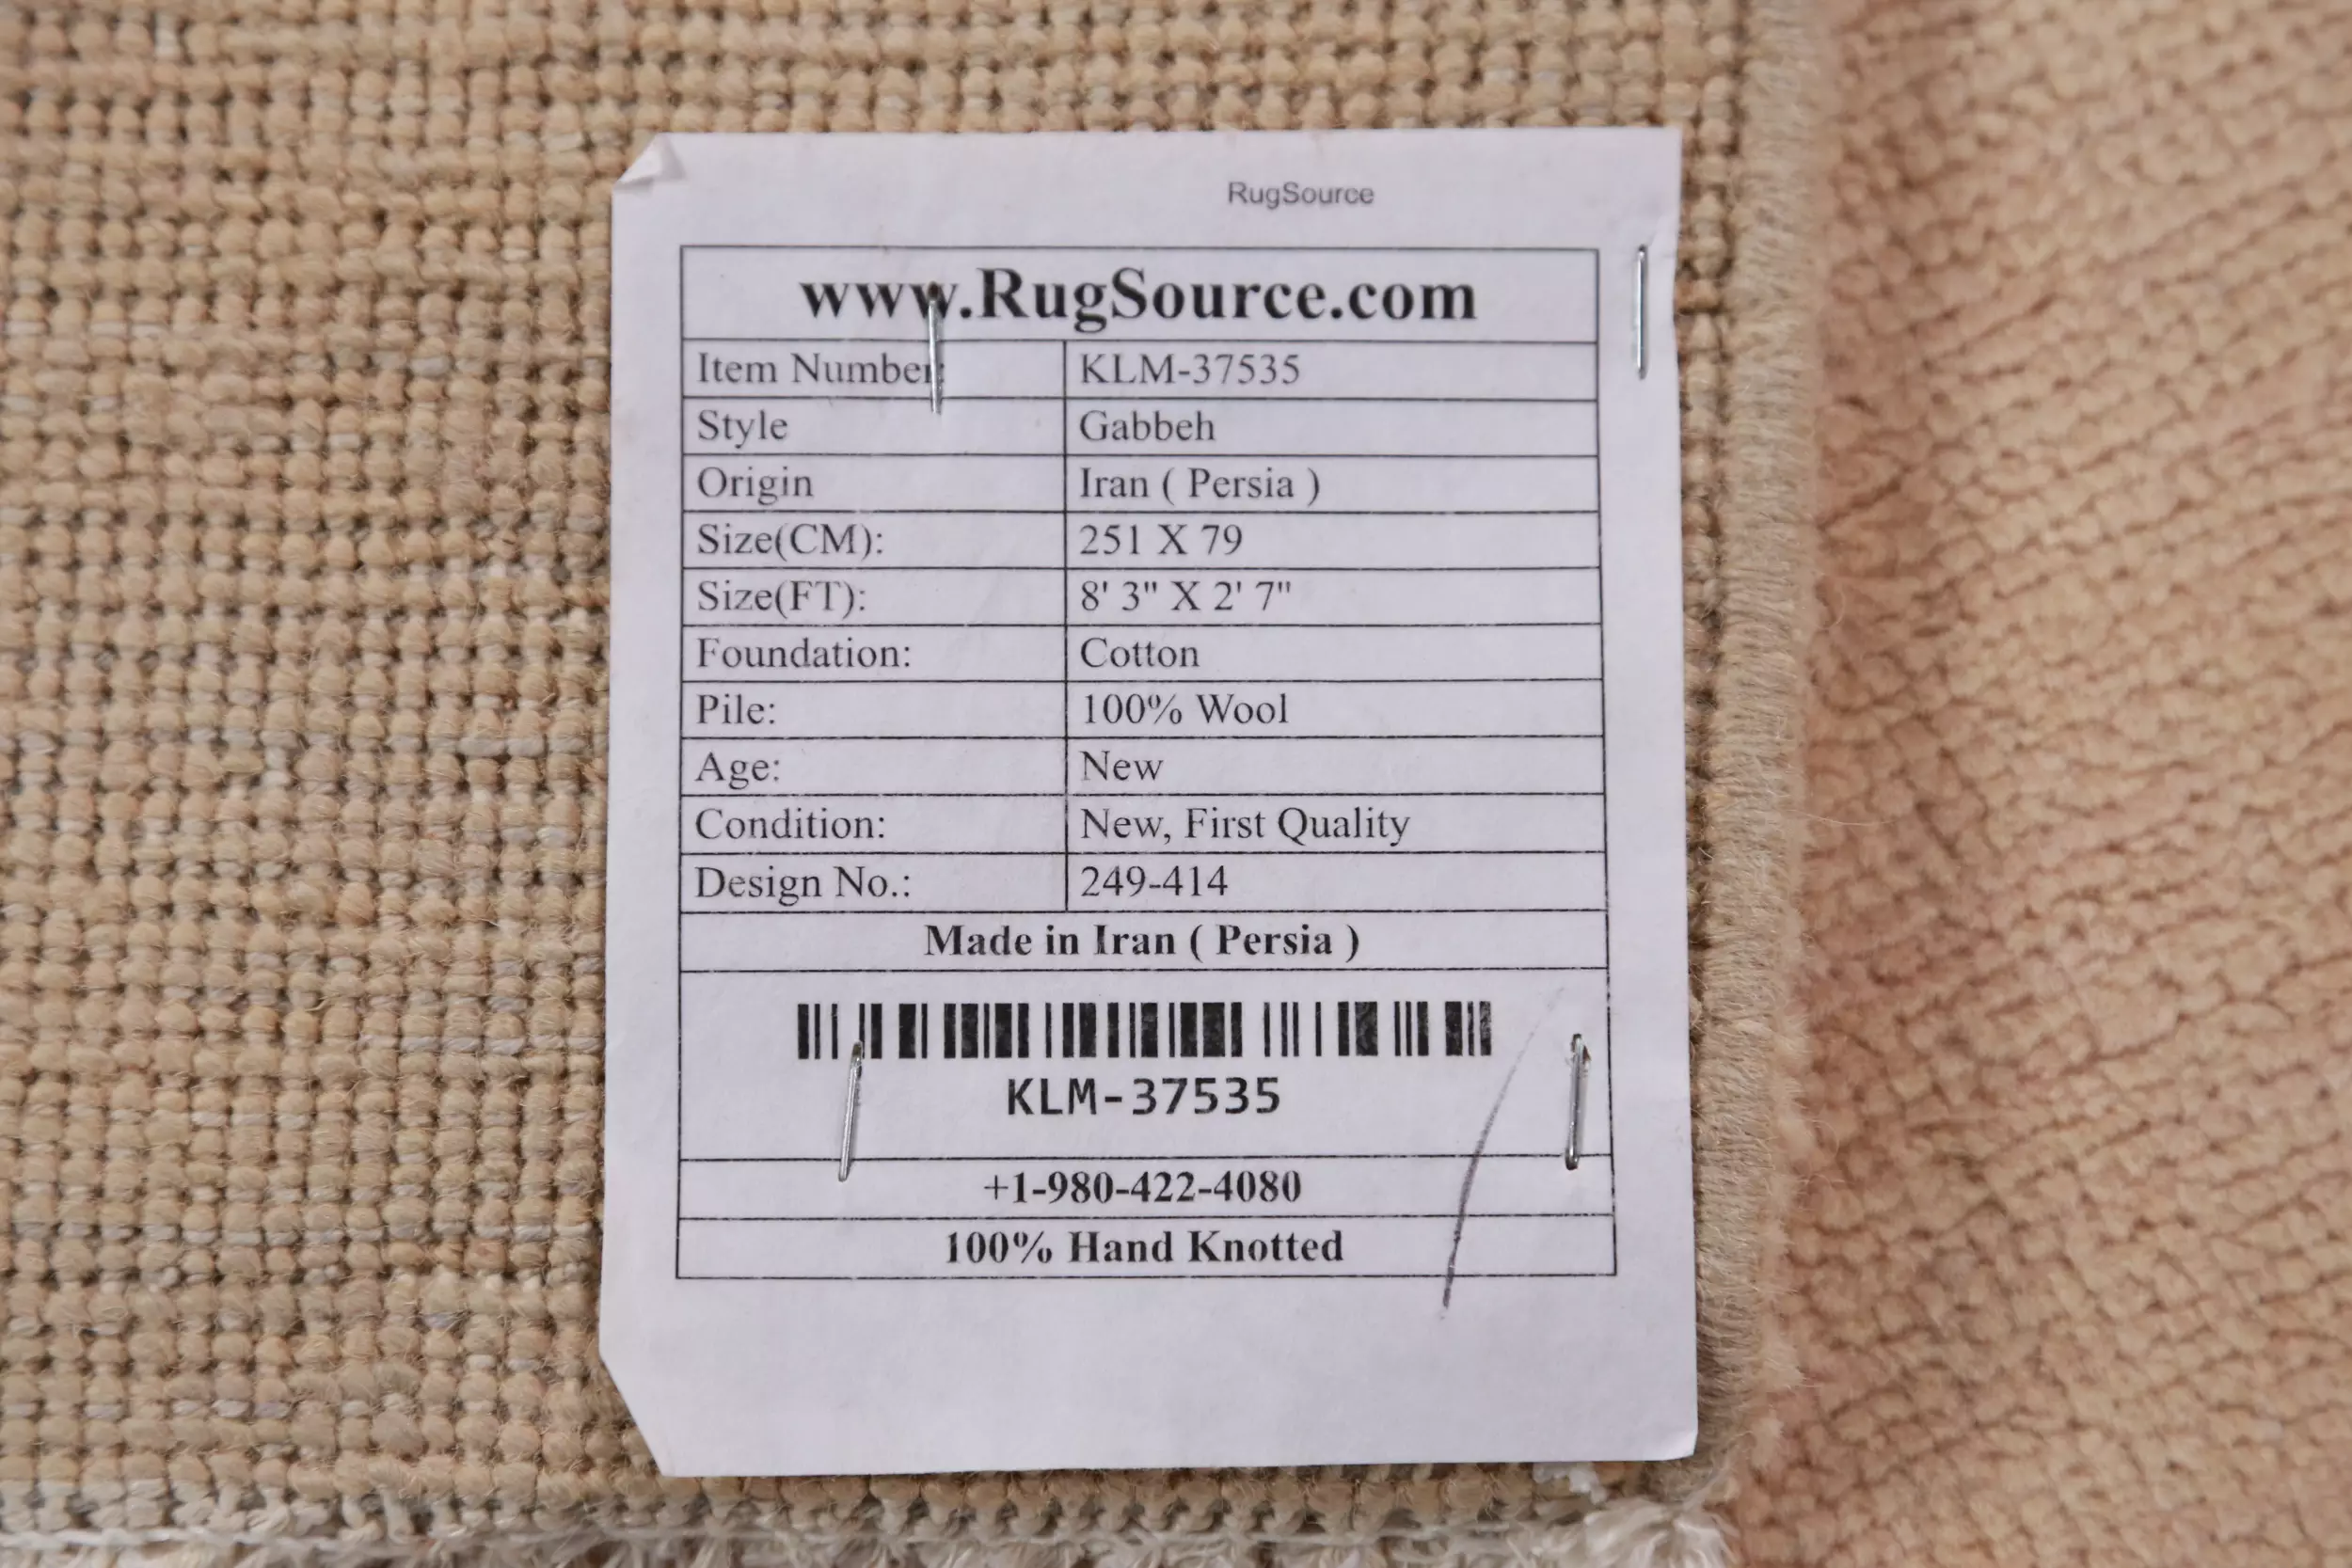 RugSource
www.RugSource.com
Item Number: KLM-37535
Style Gabbeh
Origin Iran ( Persia )
Size(CM): 251 X 79
Size(FT): 8' 3" X 2' 7"
Foundation: Cotton
Pile: 100% Wool
Age: New
Condition: New, First Quality
Design No.: 249-414
Made in Iran ( Persia )
KLM-37535
+1-980-422-4080
100% Hand Knotted